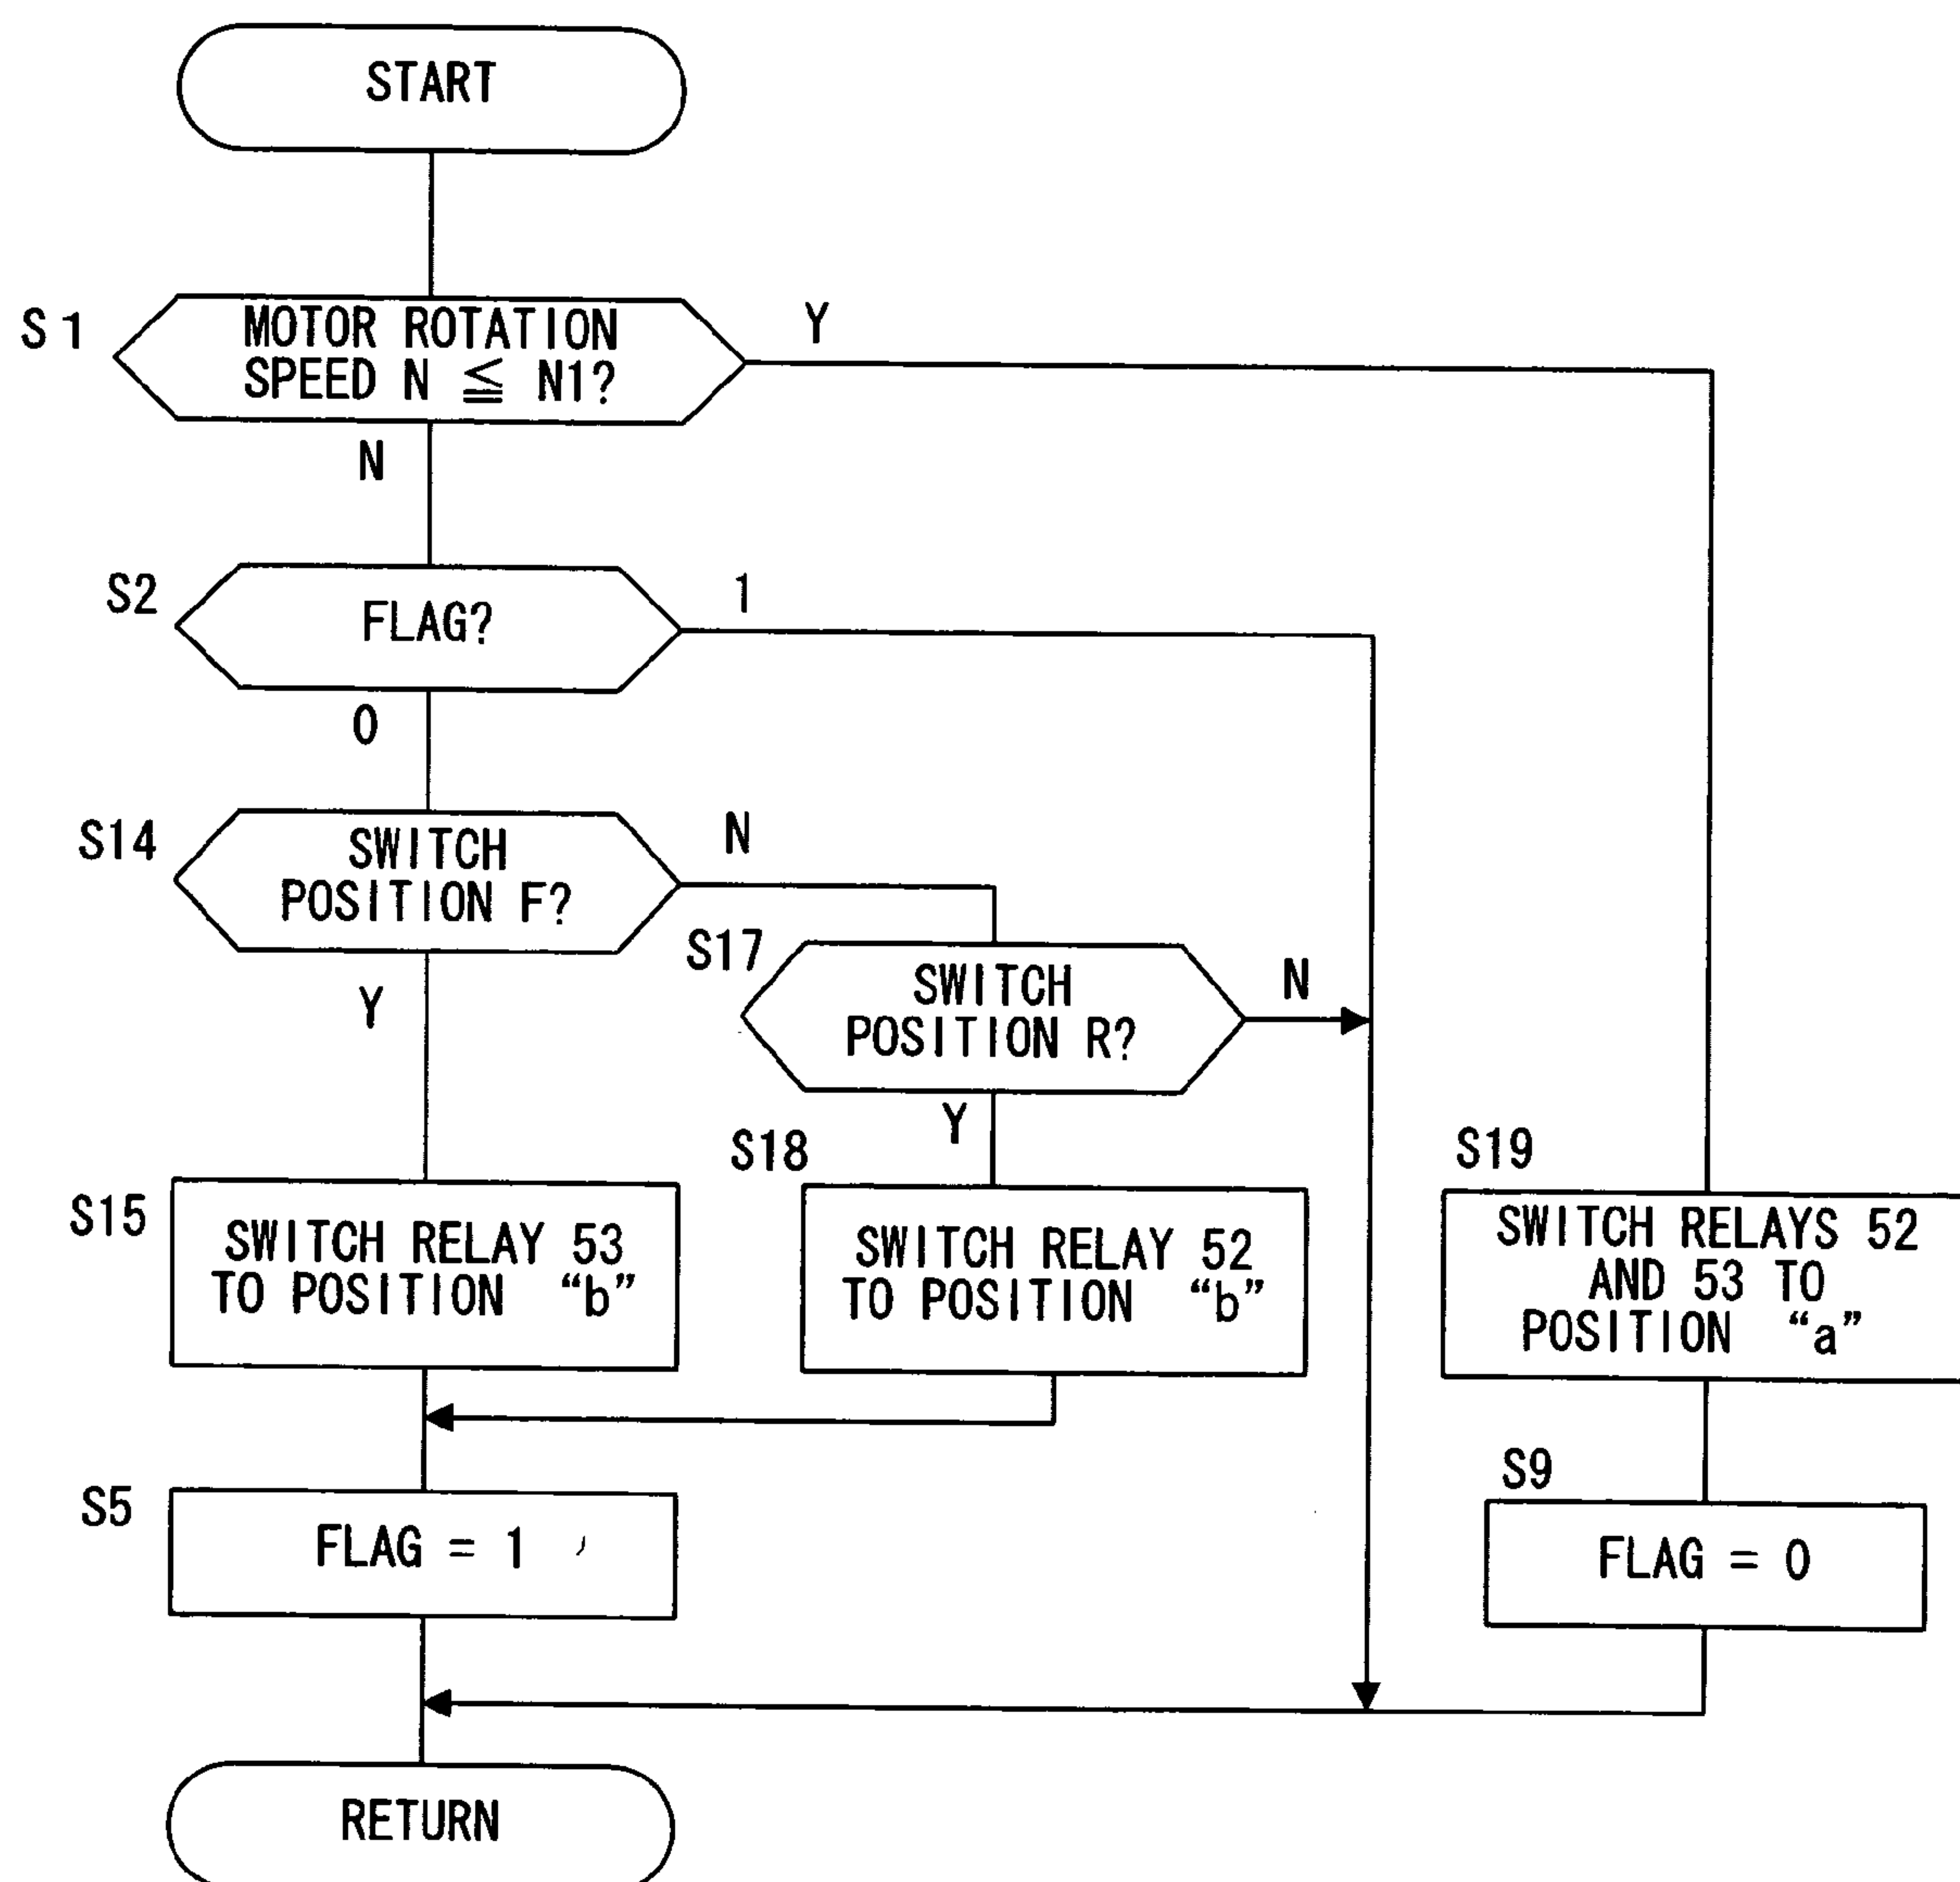 START
S1
MOTOR ROTATION
SPEED N ≦ N1?
Y
N
S2
FLAG?
1
0
S14
SWITCH
POSITION F?
N
Y
S17
SWITCH
POSITION R?
N
Y
S15
SWITCH RELAY 53
TO POSITION “b”
S18
SWITCH RELAY 52
TO POSITION “b”
S19
SWITCH RELAYS 52
AND 53 TO
POSITION “a”
S5
FLAG = 1
S9
FLAG = 0
RETURN